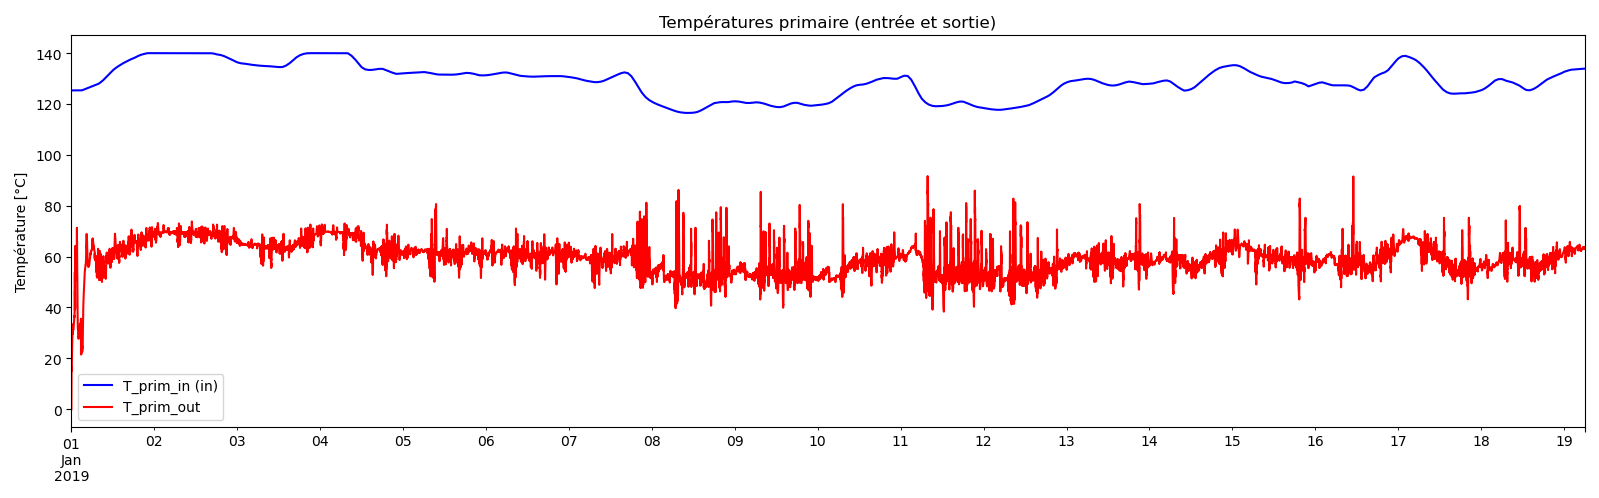 Températures primaire (entrée et sortie)
Température [°C]
140
120
100
80
60
40
20
0
T_prim_in (in)
T_prim_out
01 02 03 04 05 06 07 08 09 10 11 12 13 14 15 16 17 18 19
Jan
2019